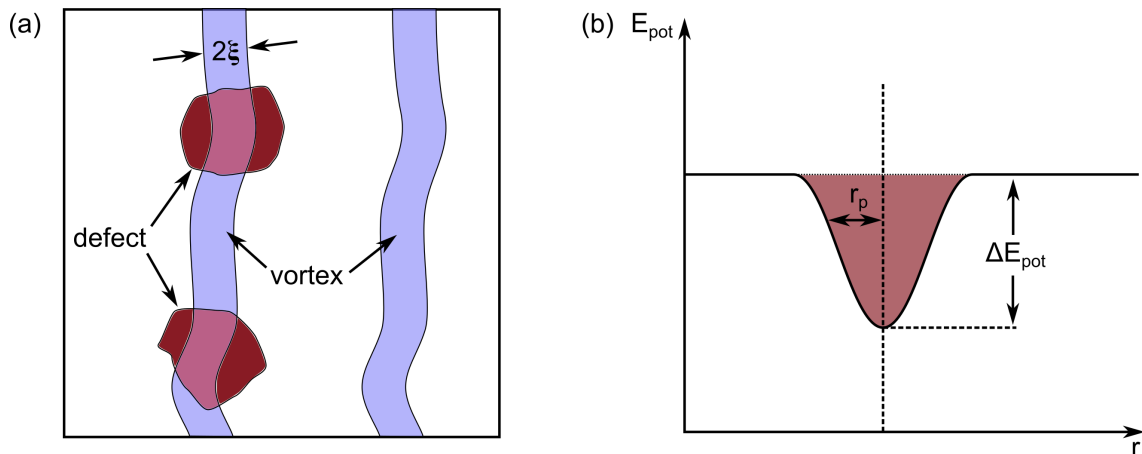 (a)
2ξ
defect
vortex
(b)
E_pot
r_p
ΔE_pot
r